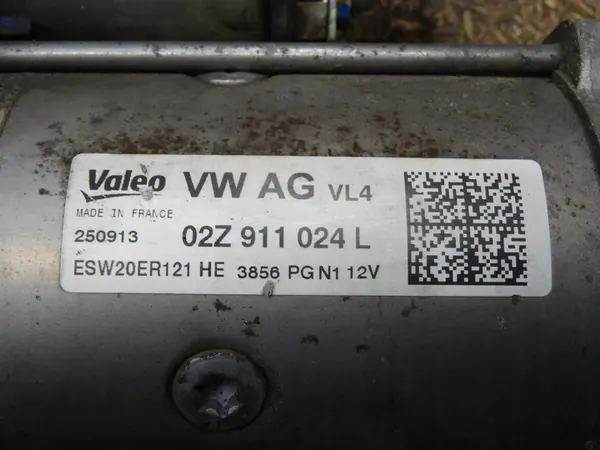 Valeo VW AG VL4
MADE IN FRANCE
250913 02Z 911 024 L
ESW20ER121 HE 3856 PG N1 12V